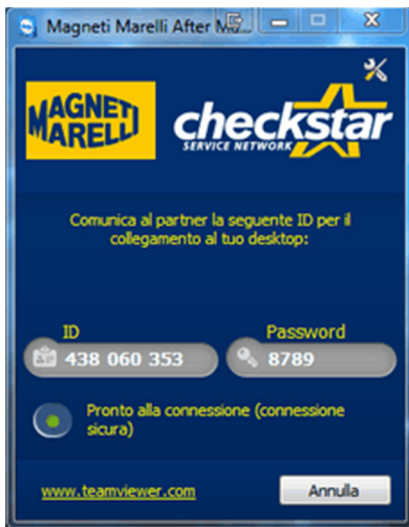 Magneti Marelli After
MAGNETI
MARELLI
checkstar
SERVICE NETWORK
Comunica al partner la seguente ID per il
collegamento al tuo desktop:
ID
Password
438 060 353
8789
Pronto alla connessione (connessione
sicura)
www.teamviewer.com
Annulla